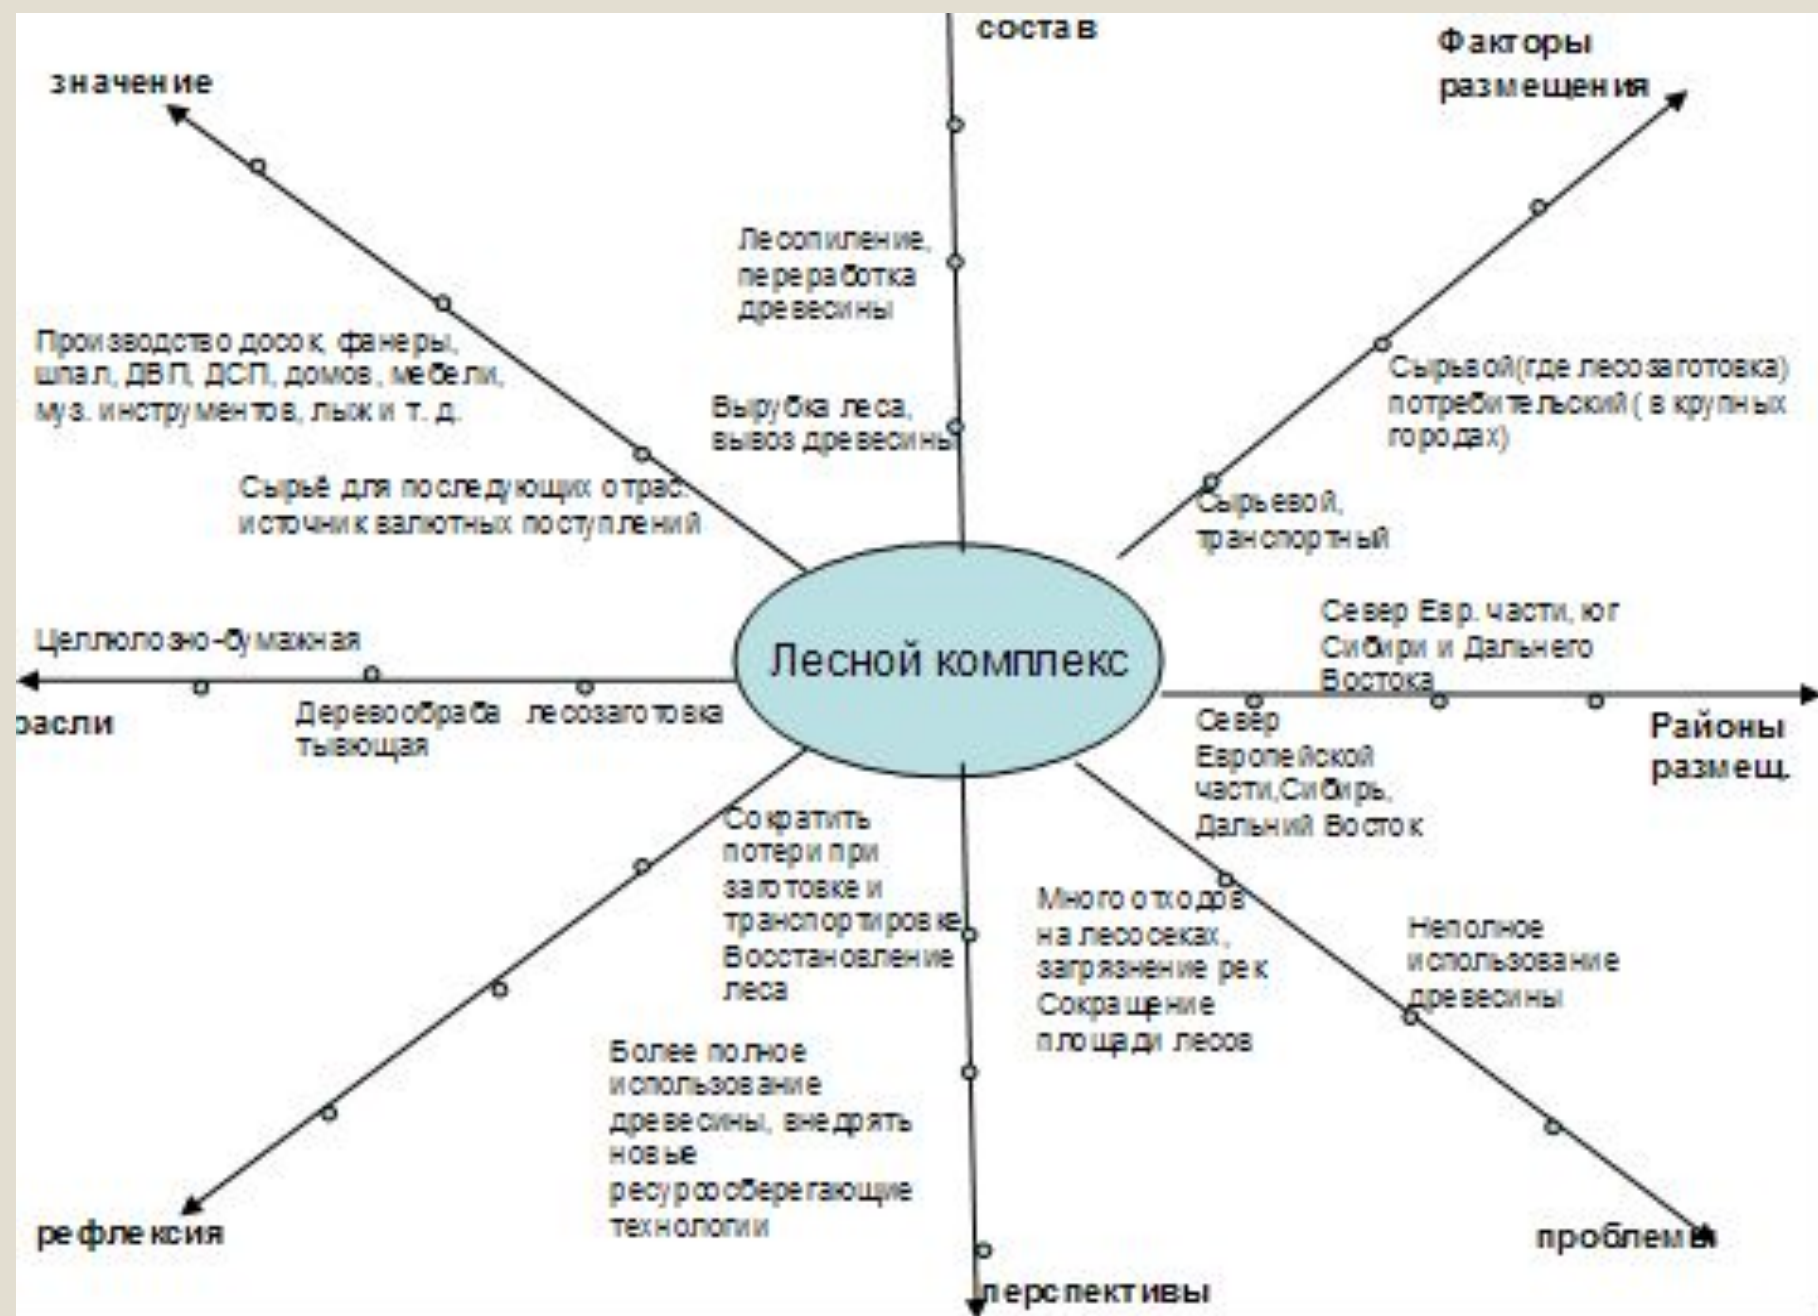 состав
Факторы
размещения
значение
Лесопиление,
переработка
древесины
Производство досок, фанеры,
шпал, ДВП, ДСП, домов, мебели,
муз. инструментов, лыж и т. д.
Вырубка леса,
вывоз древесины
Сырьвой(где лесозаготовка)
потребительский( в крупных
городах)
Сырьё для последующих отрас.
источник валютных поступлений
Сырьевой,
транспортный
Север Евр. части, юг
Сибири и Дальнего
Востока
Целлюлозно-бумажная
Лесной комплекс
расли
Деревообраба
тывющая
лесозаготовка
Север
Европейской
части,Сибирь,
Дальний Восток
Районы
размещ.
Сократить
потери при
заготовке и
транспортировке
Восстановление
леса
Много отходов
на лесосеках,
загрязнение рек
Сокращение
площади лесов
Неполное
использование
древесины
Более полное
использование
древесины, внедрять
новые
ресурсосберегающие
технологии
рефлексия
проблемы
перспективы